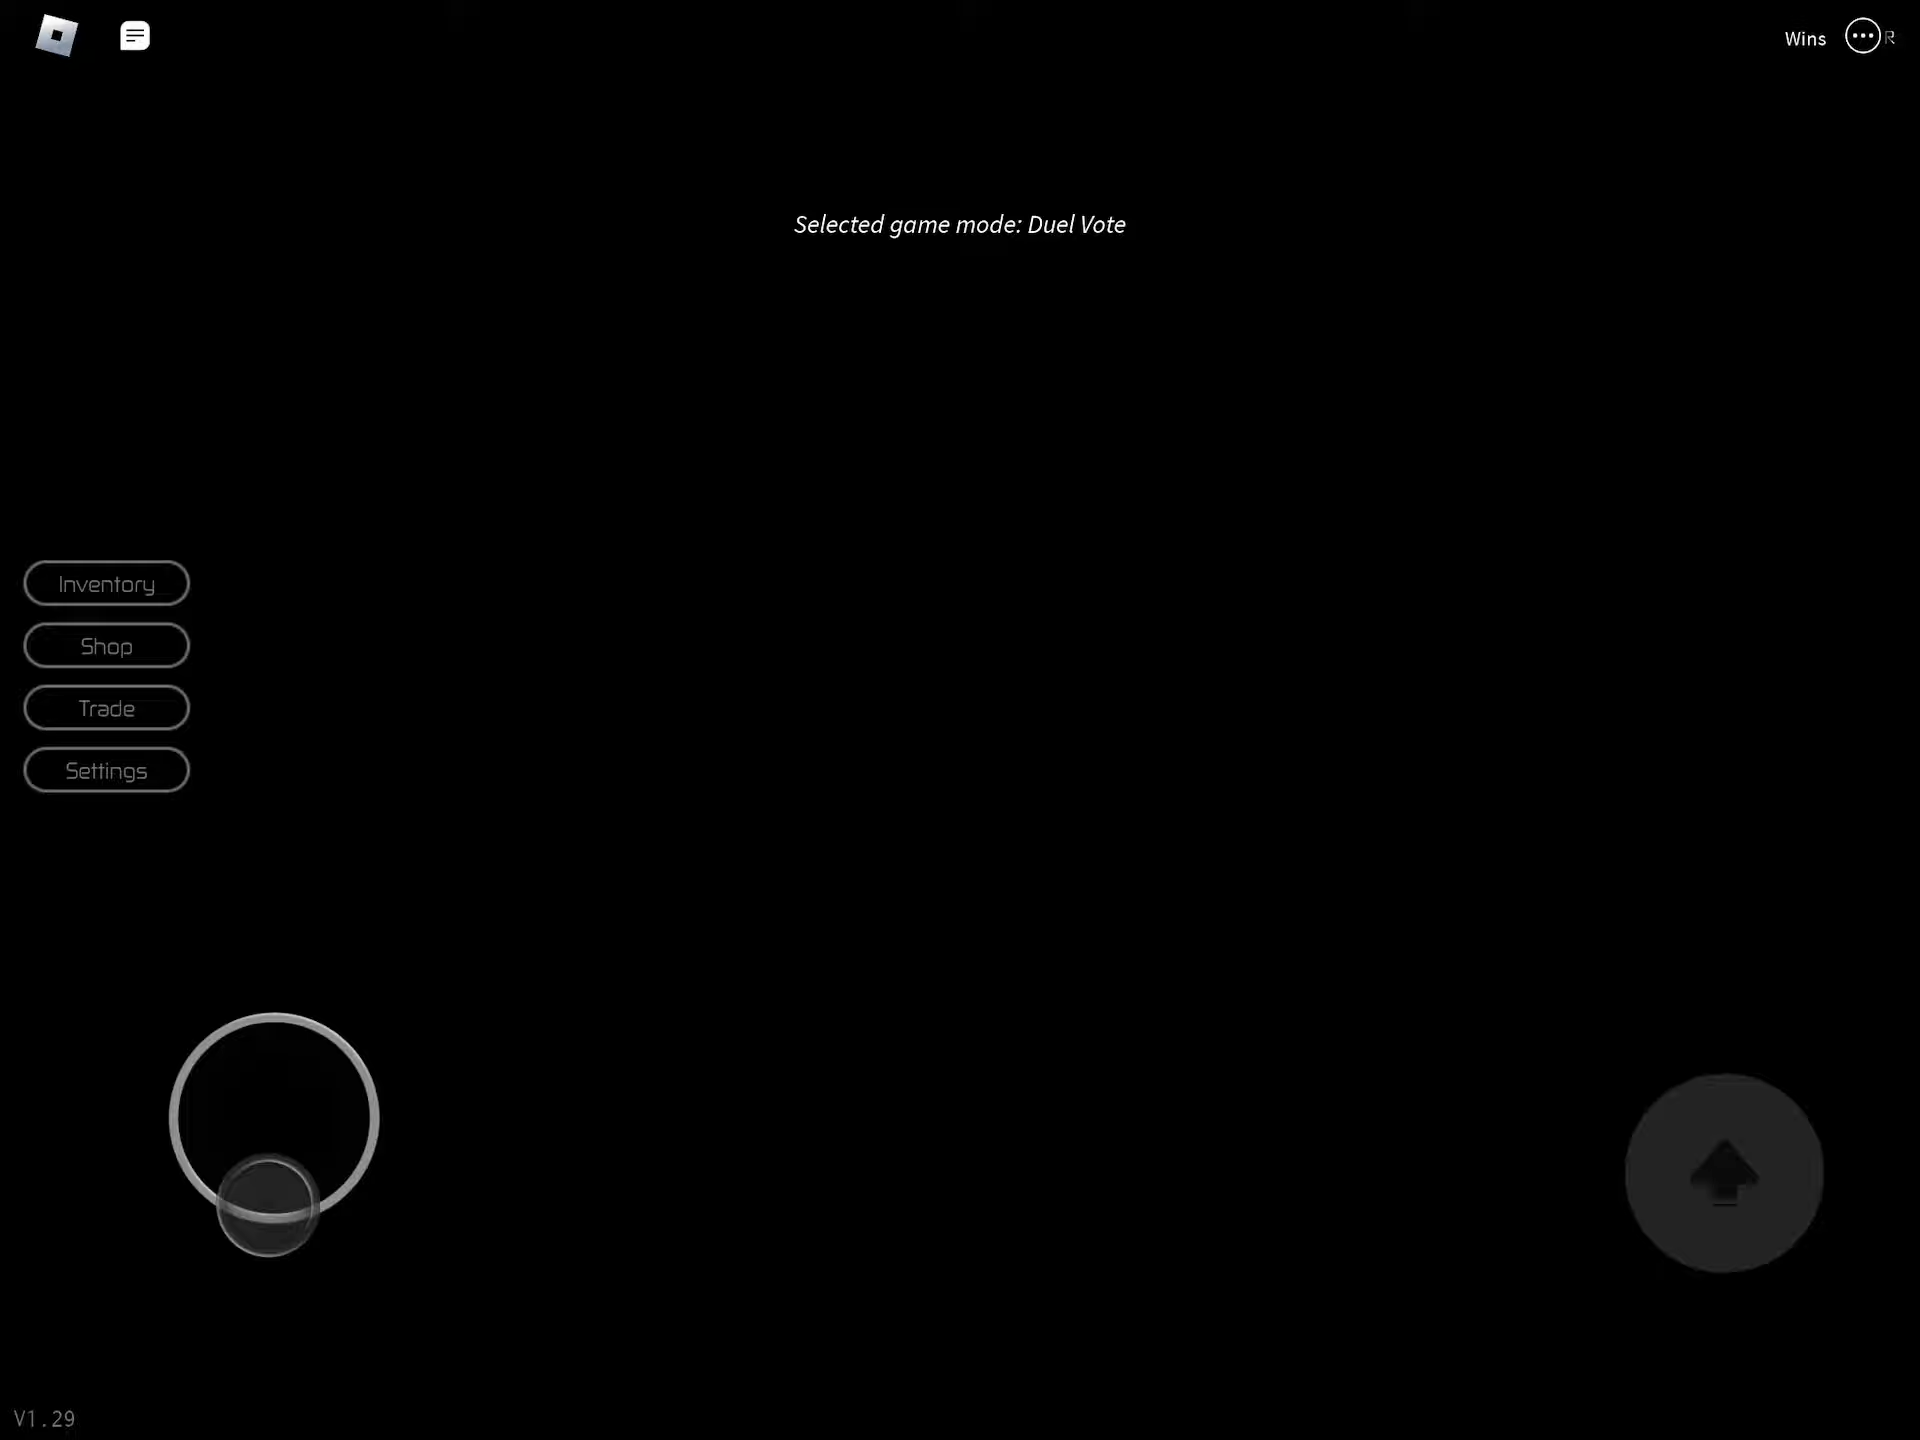 Wins
R
Selected game mode: Duel Vote
Inventory
Shop
Trade
Settings
V1.29